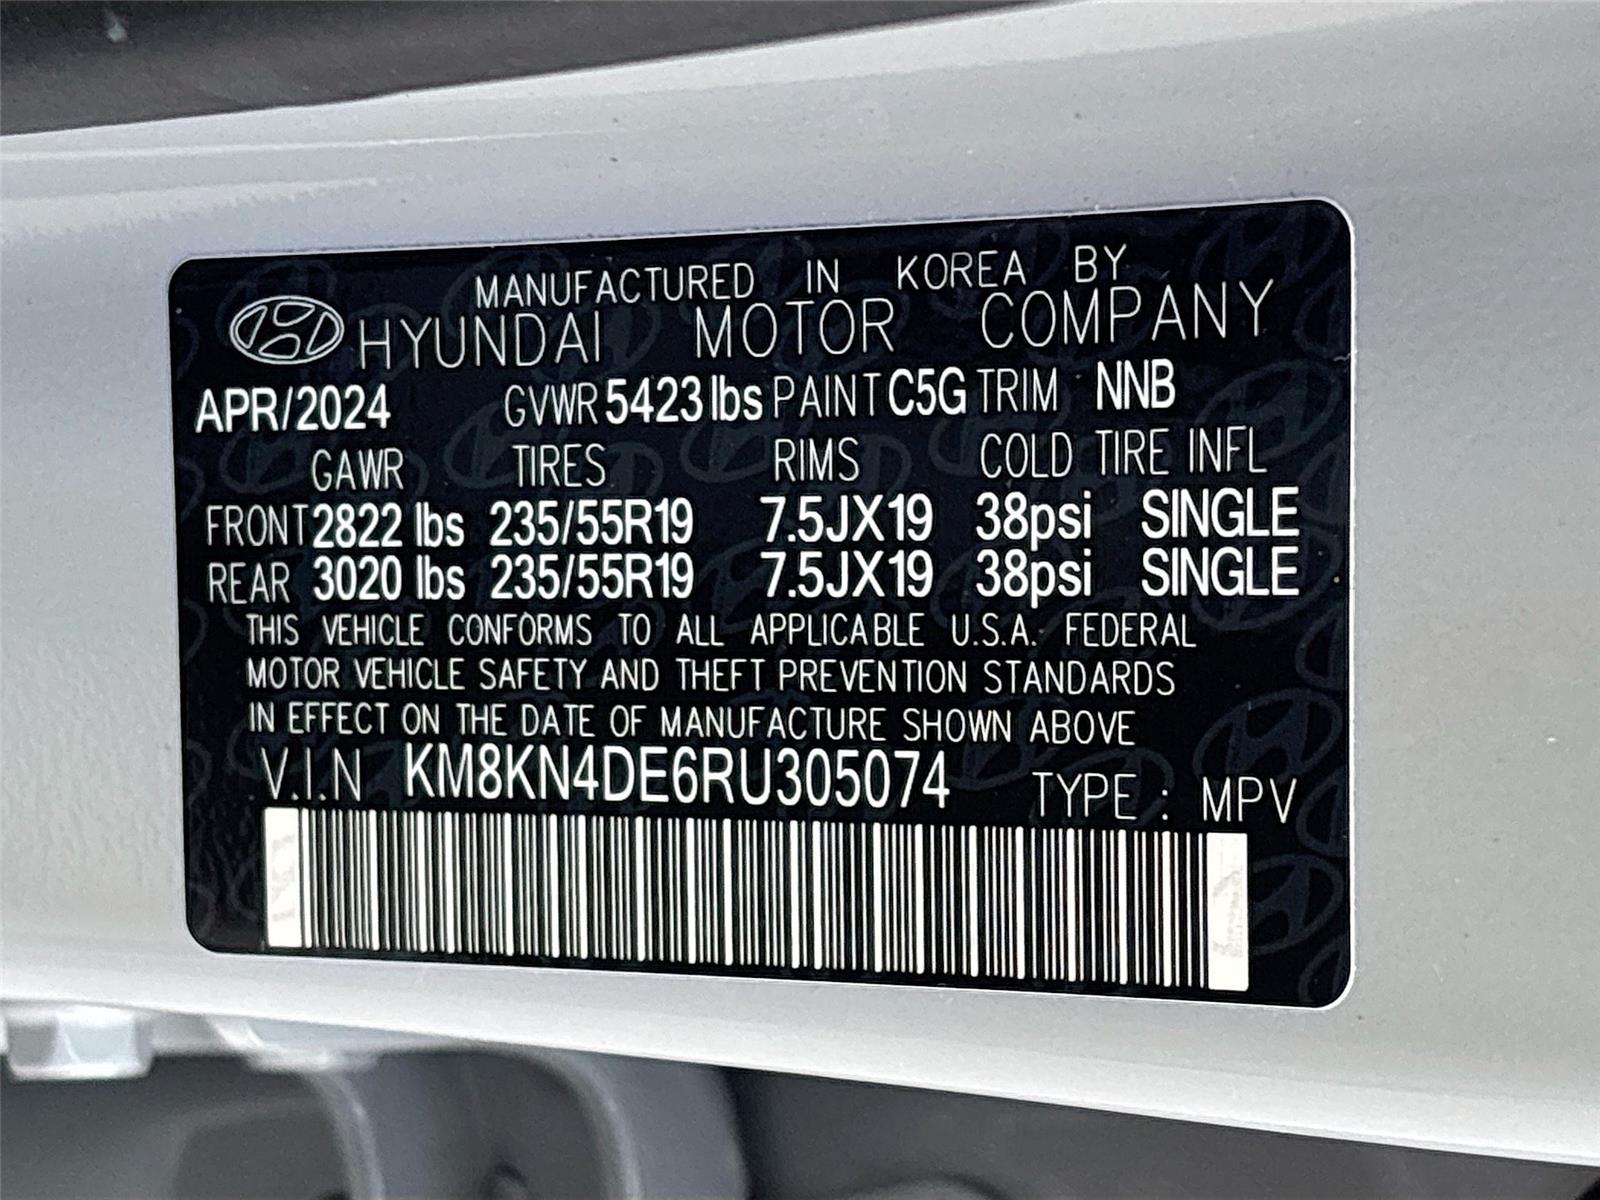 MANUFACTURED IN KOREA BY
HYUNDAI MOTOR COMPANY
APR/2024 GVWR 5423 lbs PAINT C5G TRIM NNB
GAWR TIRES RIMS COLD TIRE INFL
FRONT 2822 lbs 235/55R19 7.5JX19 38psi SINGLE
REAR 3020 lbs 235/55R19 7.5JX19 38psi SINGLE
THIS VEHICLE CONFORMS TO ALL APPLICABLE U.S.A. FEDERAL
MOTOR VEHICLE SAFETY AND THEFT PREVENTION STANDARDS
IN EFFECT ON THE DATE OF MANUFACTURE SHOWN ABOVE
V.I.N KM8KN4DE6RU305074 TYPE : MPV